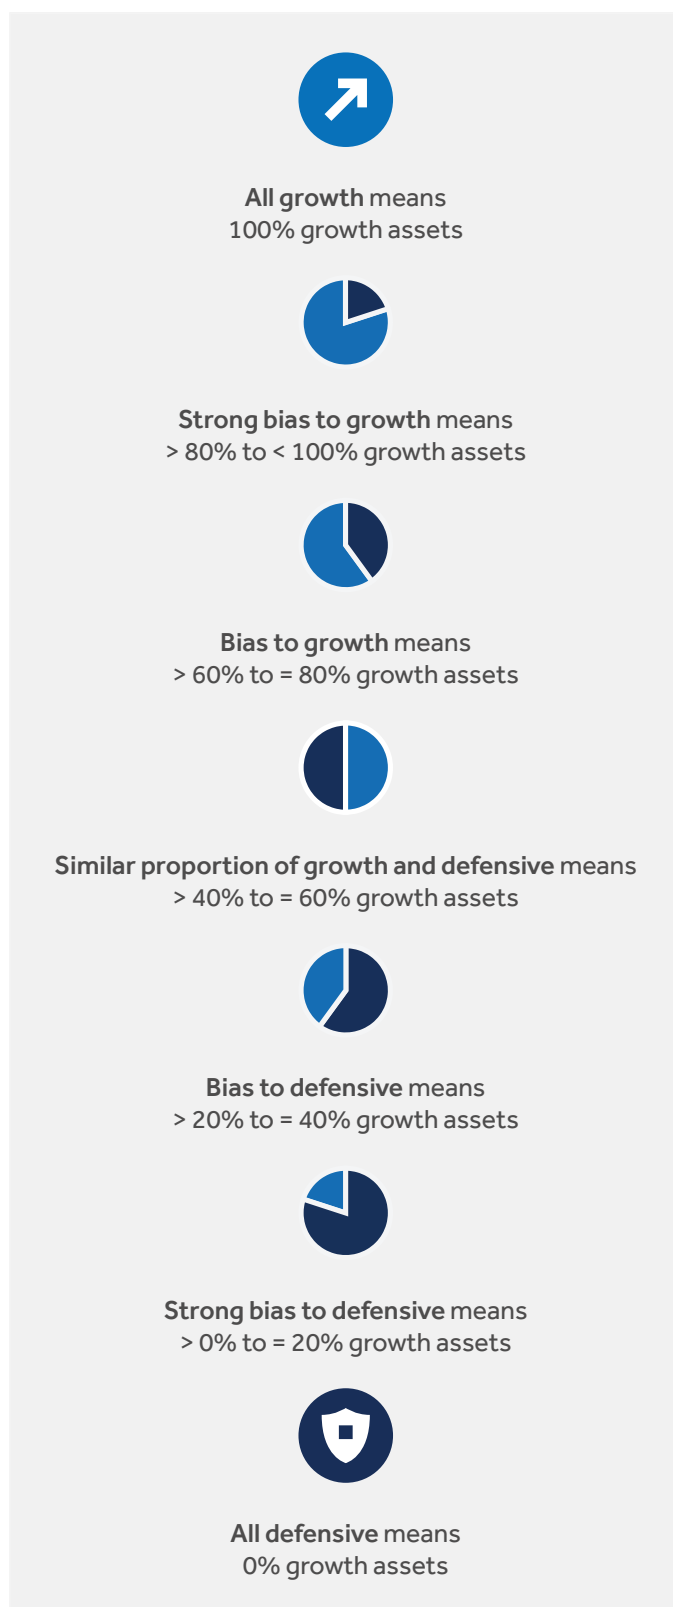 All growth means
100% growth assets
Strong bias to growth means
> 80% to < 100% growth assets
Bias to growth means
> 60% to = 80% growth assets
Similar proportion of growth and defensive means
> 40% to = 60% growth assets
Bias to defensive means
> 20% to = 40% growth assets
Strong bias to defensive means
> 0% to = 20% growth assets
All defensive means
0% growth assets